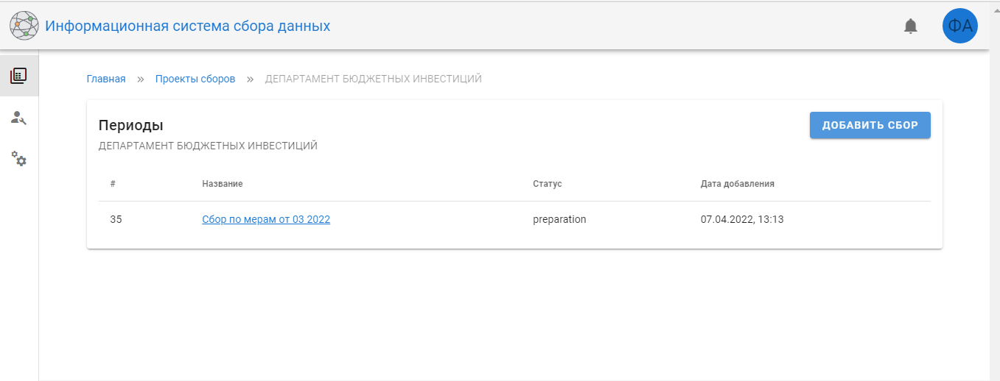 Информационная система сбора данных
ФА
Главная » Проекты сборов » ДЕПАРТАМЕНТ БЮДЖЕТНЫХ ИНВЕСТИЦИЙ
Периоды
ДОБАВИТЬ СБОР
ДЕПАРТАМЕНТ БЮДЖЕТНЫХ ИНВЕСТИЦИЙ
# Название Статус Дата добавления
35 Сбор по мерам от 03 2022 preparation 07.04.2022, 13:13